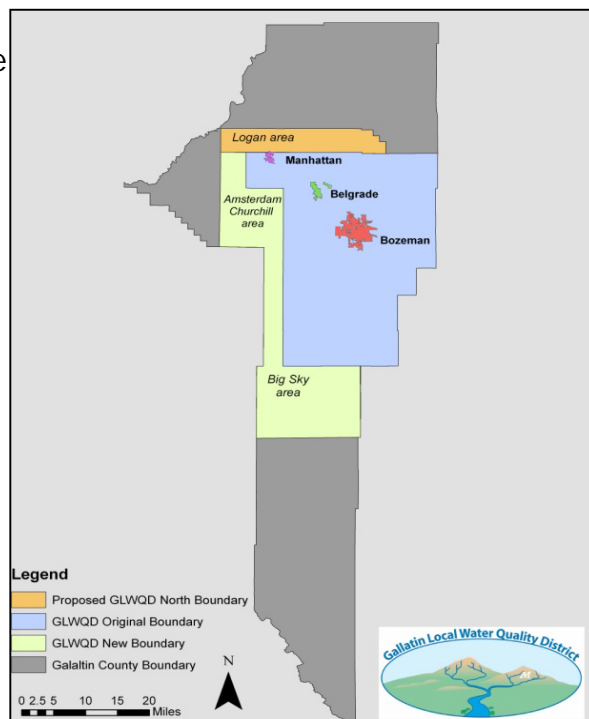 e
Logan area
Manhattan
Amsterdam
Churchill
area
Belgrade
Bozeman
Big Sky
area
Legend
Proposed GLWQD North Boundary
GLWQD Original Boundary
GLWQD New Boundary
Galaltin County Boundary
N
0 2.5 5 10 15 20
Miles
Gallatin Local Water Quality District
M